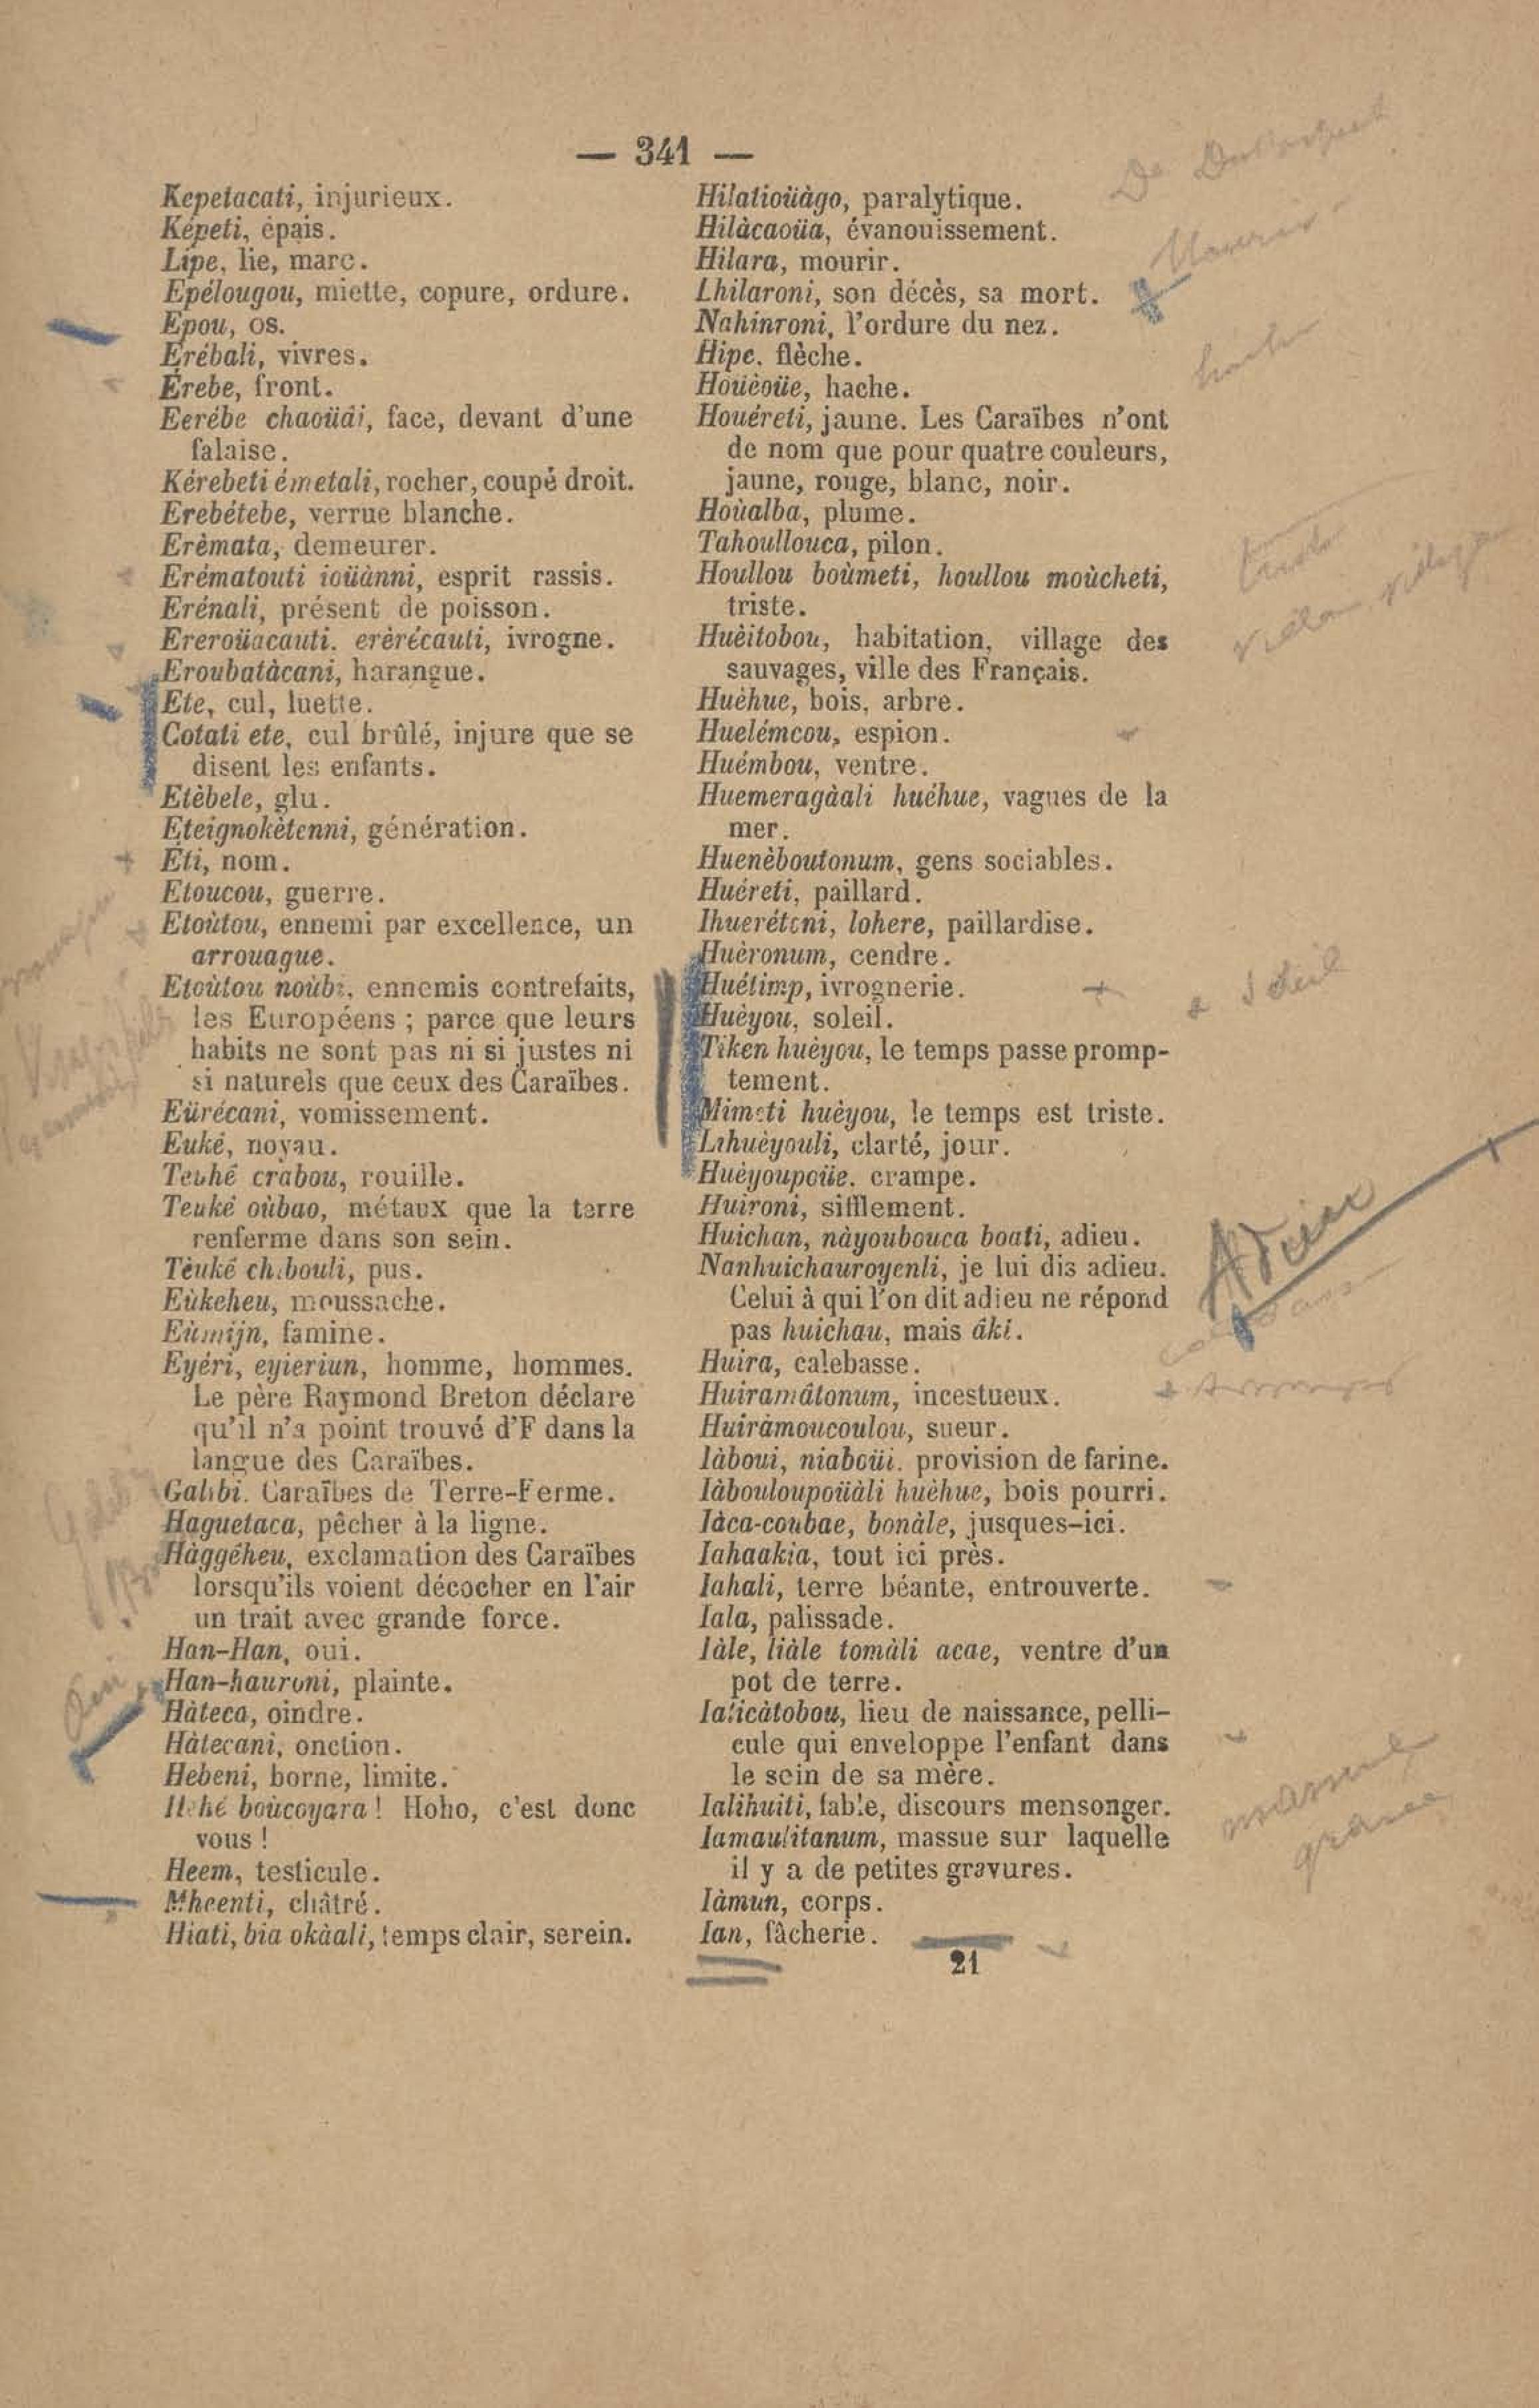 — 341 —
Kepetacati, injurieux.
Képeti, épais.
Lipe, lie, marc.
Epélougou, miette, copure, ordure.
Epou, os.
Erébali, vivres.
Érebe, front.
Eerébe chaoüái, face, devant d'une
falaise.
Kérebeti émetali, rocher, coupé droit.
Erebétebe, verrue blanche.
Erèmata, demeurer.
Erématouti ioüànni, esprit rassis.
Erénali, présent de poisson.
Ereroüacauti. erèrécauti, ivrogne.
Eroubatàcani, harangue.
Ete, cul, luette.
Cotati ete, cul brûlé, injure que se
disent les enfants.
Etèbele, glu.
Eteignokètenni, génération.
Éti, nom.
Etoucou, guerre.
Etoùtou, ennemi par excellence, un
arrouague.
Etoùtou noùbi, ennemis contrefaits,
les Européens ; parce que leurs
habits ne sont pas ni si justes ni
si naturels que ceux des Caraïbes.
Eürécani, vomissement.
Euké, noyau.
Teuhé crabou, rouille.
Teuké oùbao, métaux que la terre
renferme dans son sein.
Tèuké chibouli, pus.
Eùkeheu, moussache.
Eùmijn, famine.
Eyéri, eyieriun, homme, hommes.
Le père Raymond Breton déclare
qu'il n'a point trouvé d'F dans la
langue des Caraïbes.
Galibi. Caraïbes de Terre-Ferme.
Haguetaca, pêcher à la ligne.
Hàggéheu, exclamation des Caraïbes
lorsqu'ils voient décocher en l'air
un trait avec grande force.
Han-Han, oui.
Han-hauroni, plainte.
Hàteca, oindre.
Hàtecani, onction.
Hebeni, borne, limite.
Hehé boùcoyara ! Hoho, c'est donc
vous !
Heem, testicule.
Mheenti, châtré.
Hiati, bia okàali, temps clair, serein.
Hilatioüàgo, paralytique.
Hilàcaoüa, évanouissement.
Hilara, mourir.
Lhilaroni, son décès, sa mort.
Nahinroni, l'ordure du nez.
Hipe. flèche.
Hoüèoüe, hache.
Houéreti, jaune. Les Caraïbes n'ont
de nom que pour quatre couleurs,
jaune, rouge, blanc, noir.
Hoùalba, plume.
Tahoullouca, pilon.
Houllou boùmeti, houllou moùcheti,
triste.
Huèitobou, habitation, village des
sauvages, ville des Français.
Huèhue, bois, arbre.
Huelémcou, espion.
Huémbou, ventre.
Huemeragàali huéhue, vagues de la
mer.
Huenèboutonum, gens sociables.
Huéreti, paillard.
Ihueréteni, lohere, paillardise.
Huèronum, cendre.
Huétimp, ivrognerie.
Huèyou, soleil.
Tiken huèyou, le temps passe promp-
tement.
Mimeti huèyou, le temps est triste.
Lihuèyouli, clarté, jour.
Huèyoupoüe. crampe.
Huironi, sifflement.
Huichan, nàyoubouca boati, adieu.
Nanhuichauroyenli, je lui dis adieu.
Celui à qui l'on dit adieu ne répond
pas huichau, mais áki.
Huira, calebasse.
Huiramâtonum, incestueux.
Huiràmoucoulou, sueur.
Iàboui, niaboüi. provision de farine.
Iàbouloupoüàli huèhue, bois pourri.
Iàca-coubae, bonàle, jusques-ici.
Iahaakia, tout ici près.
Iahali, terre béante, entrouverte.
Iala, palissade.
Iàle, liàle tomàli acae, ventre d'un
pot de terre.
Ialicàtobou, lieu de naissance, pelli-
cule qui enveloppe l'enfant dans
le sein de sa mère.
Ialihuiti, fable, discours mensonger.
Iamaulitanum, massue sur laquelle
il y a de petites gravures.
Iàmun, corps.
Ian, fâcherie.
21
Adieu